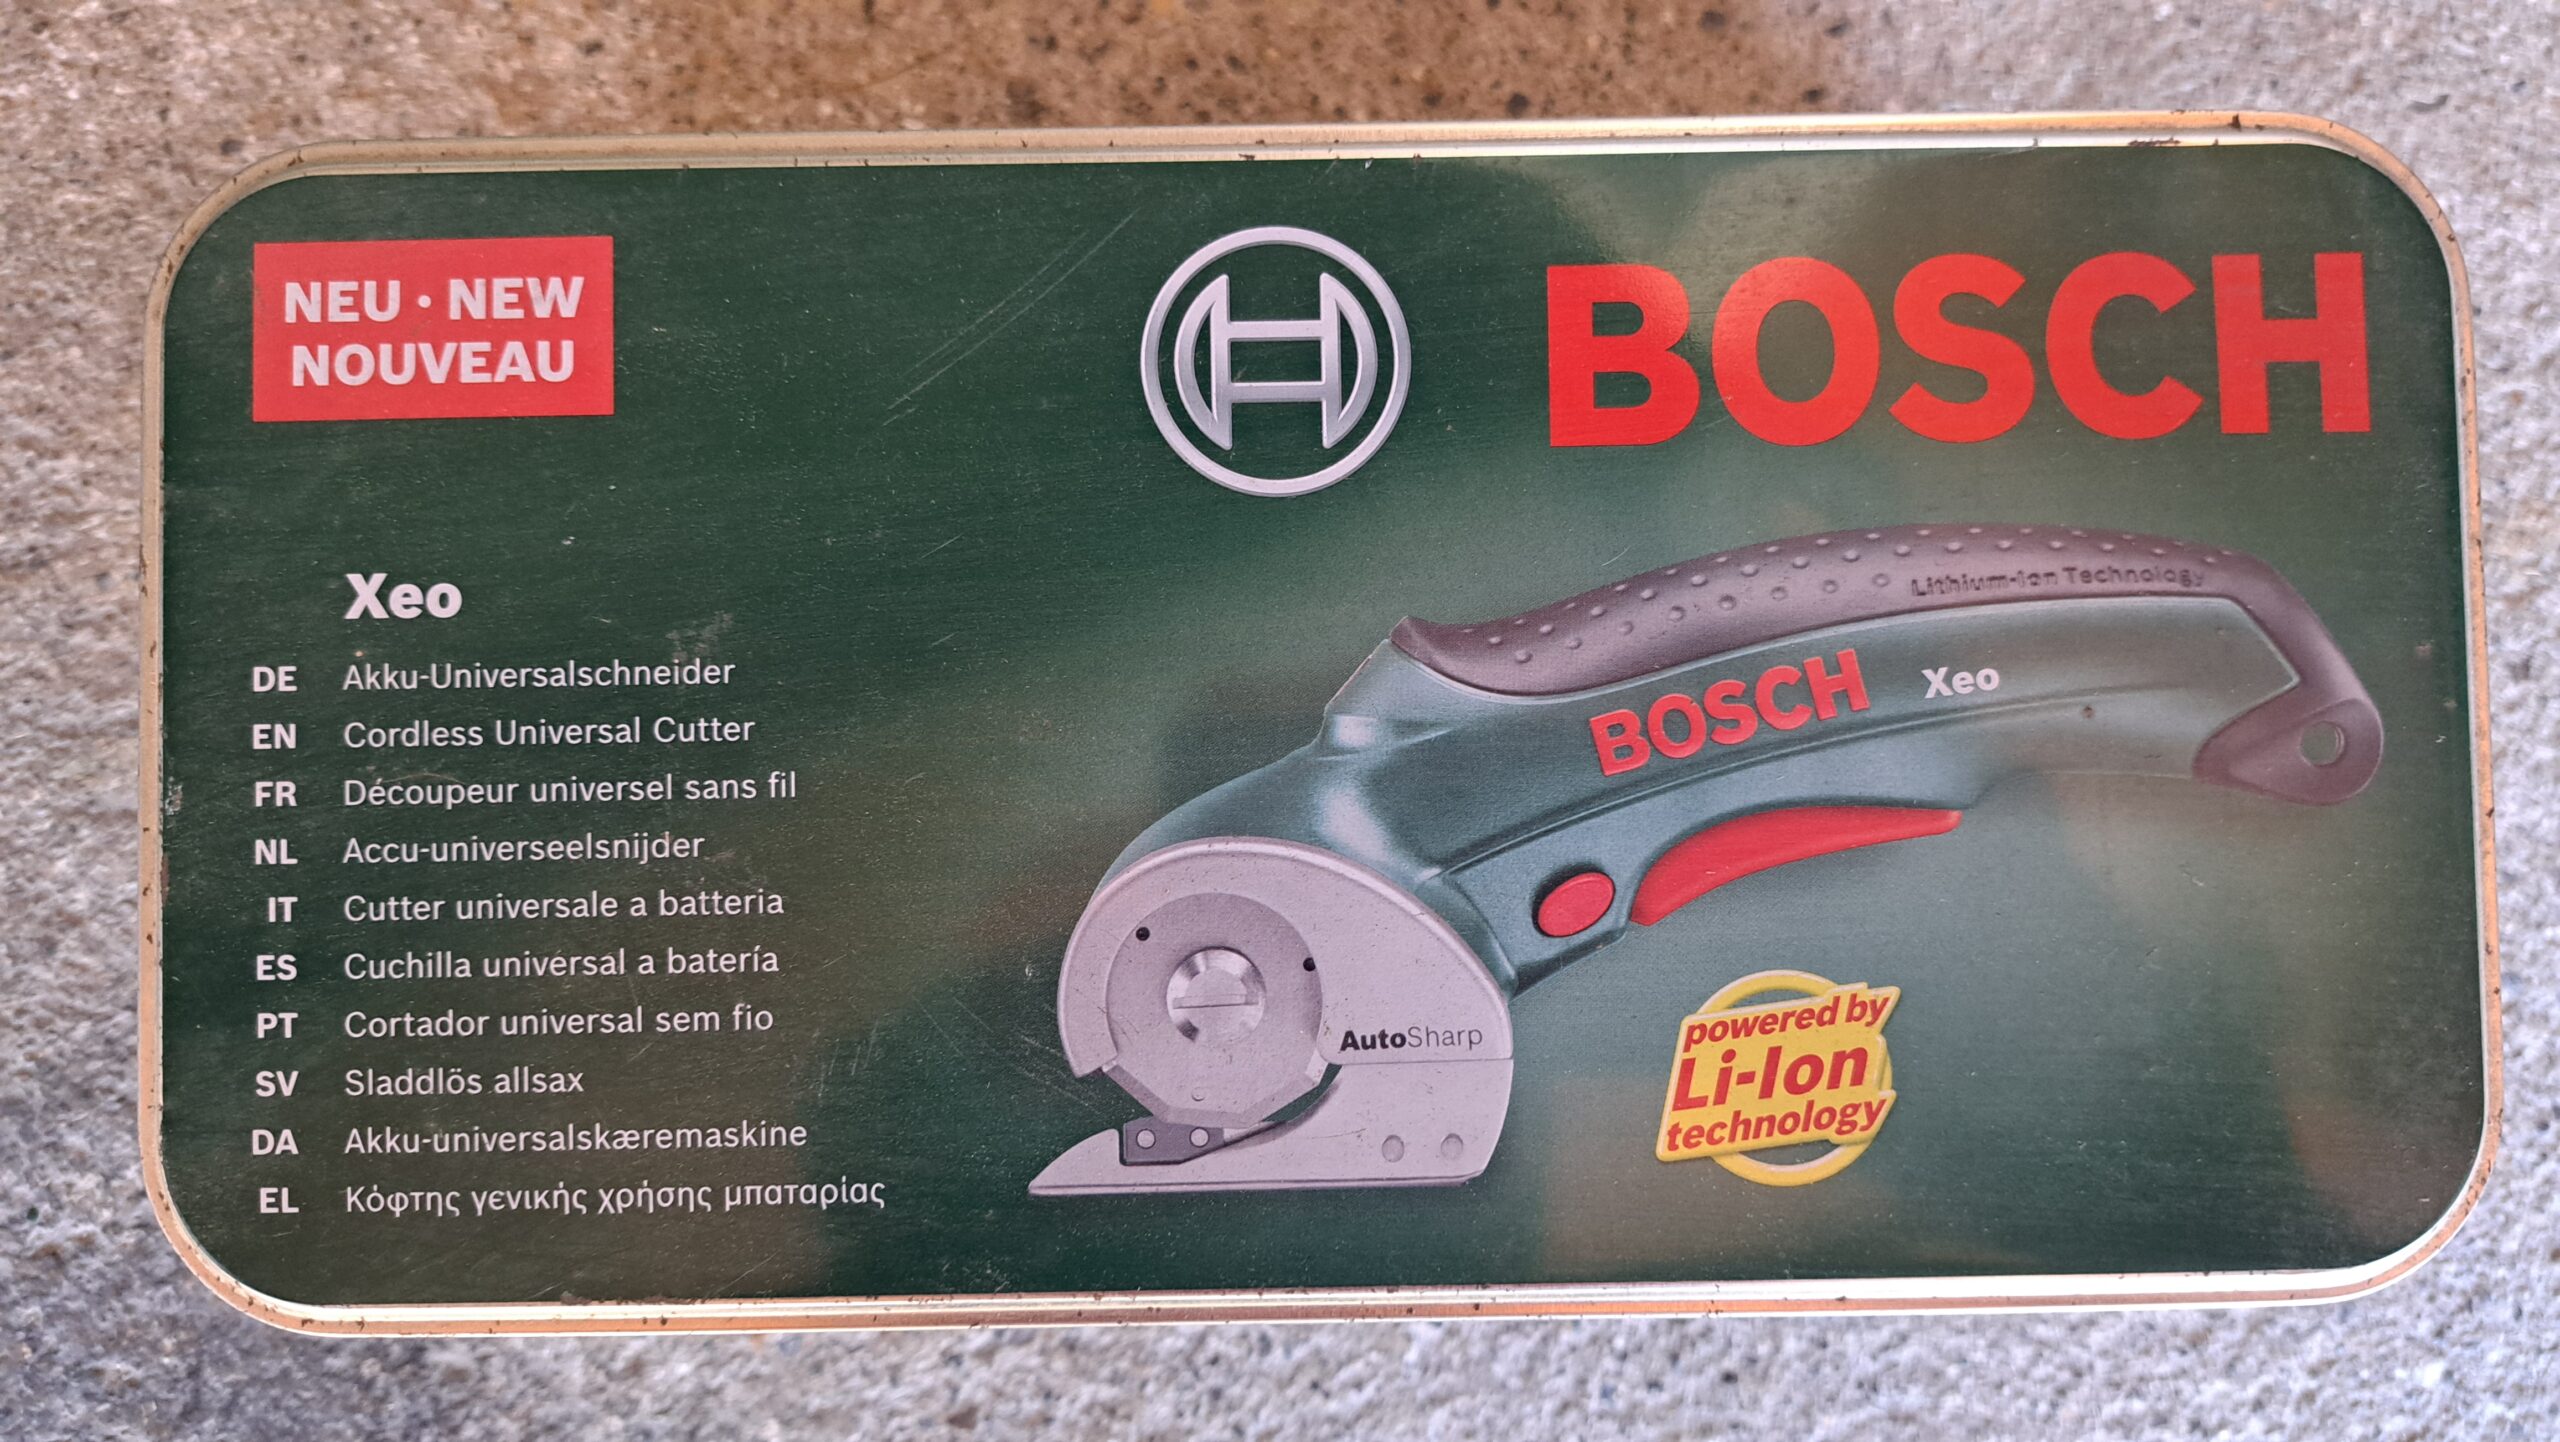 NEU · NEW
NOUVEAU
BOSCH
Xeo
DE Akku-Universalschneider
EN Cordless Universal Cutter
FR Découpeur universel sans fil
NL Accu-universeelsnijder
IT Cutter universale a batteria
ES Cuchilla universal a batería
PT Cortador universal sem fio
SV Sladdlös allsax
DA Akku-universalskæremaskine
EL Κόφτης γενικής χρήσης μπαταρίας
Lithium-Ion Technology
BOSCH Xeo
AutoSharp
powered by
Li-Ion
technology